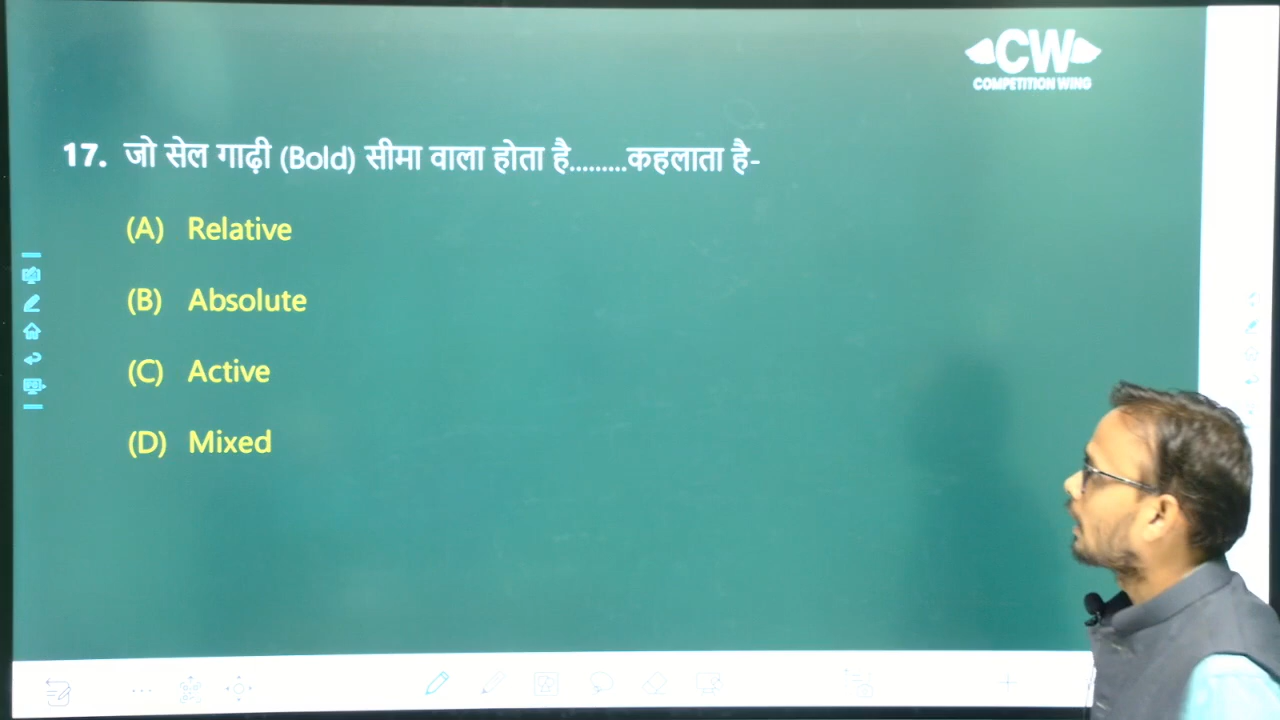 CW
COMPETITION WING
17. जो सेल गाढ़ी (Bold) सीमा वाला होता है.........कहलाता है-
(A) Relative
(B) Absolute
(C) Active
(D) Mixed